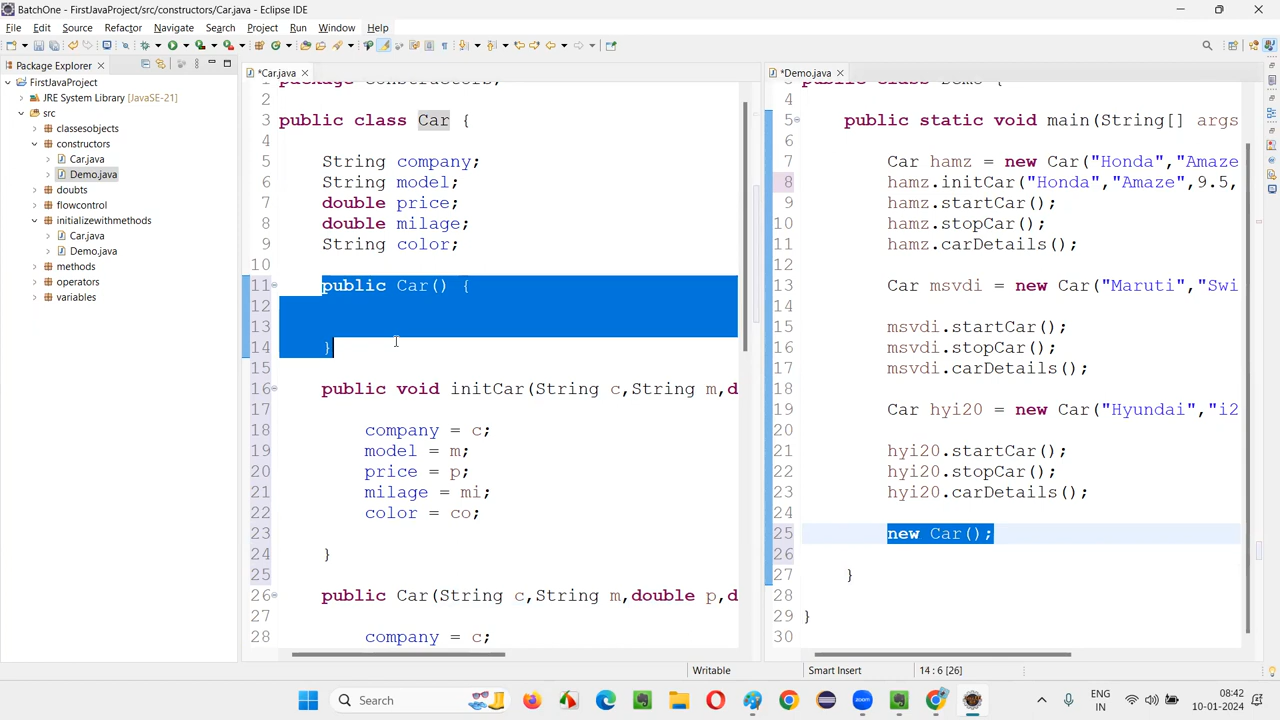 BatchOne - FirstJavaProject/src/constructors/Car.java - Eclipse IDE
File Edit Source Refactor Navigate Search Project Run Window Help
Package Explorer
FirstJavaProject
JRE System Library [JavaSE-21]
src
classesobjects
constructors
Car.java
Demo.java
doubts
flowcontrol
initializewithmethods
Car.java
Demo.java
methods
operators
variables
*Car.java
1 package constructors;
2
3 public class Car {
4
5 String company;
6 String model;
7 double price;
8 double milage;
9 String color;
10
11 public Car() {
12
13
14 }
15
16 public void initCar(String c,String m,d
17
18 company = c;
19 model = m;
20 price = p;
21 milage = mi;
22 color = co;
23
24 }
25
26 public Car(String c,String m,double p,d
27
28 company = c;
*Demo.java
3 public class Demo {
4
5 public static void main(String[] args
6
7 Car hamz = new Car("Honda","Amaze
8 hamz.initCar("Honda","Amaze",9.5,
9 hamz.startCar();
10 hamz.stopCar();
11 hamz.carDetails();
12
13 Car msvdi = new Car("Maruti","Swi
14
15 msvdi.startCar();
16 msvdi.stopCar();
17 msvdi.carDetails();
18
19 Car hyi20 = new Car("Hyundai","i2
20
21 hyi20.startCar();
22 hyi20.stopCar();
23 hyi20.carDetails();
24
25 new Car();
26
27 }
28
29 }
30
Writable Smart Insert 14 : 6 [26]
Search
zoom
ENG
IN
08:42
10-01-2024